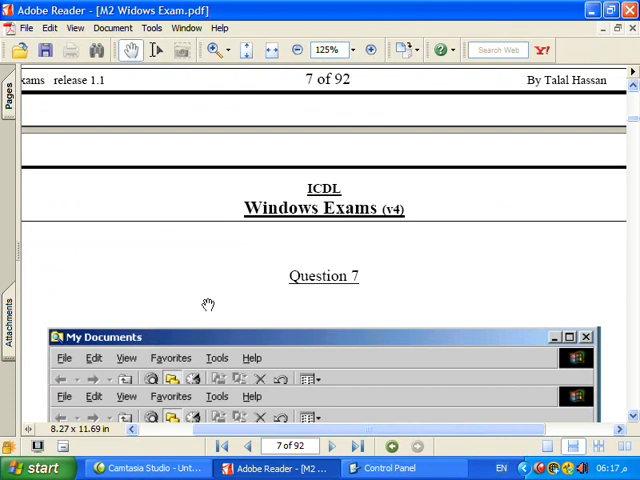 Adobe Reader - [M2 Widows Exam.pdf]
File Edit View Document Tools Window Help
125% Search Web Y!
Pages
Attachments
xams release 1.1 7 of 92 By Talal Hassan
ICDL
Windows Exams (v4)
Question 7
My Documents
File Edit View Favorites Tools Help
File Edit View Favorites Tools Help
8.27 x 11.69 in
7 of 92
start Camtasia Studio - Unt... Adobe Reader - [M2 ... Control Panel EN 06:17 م